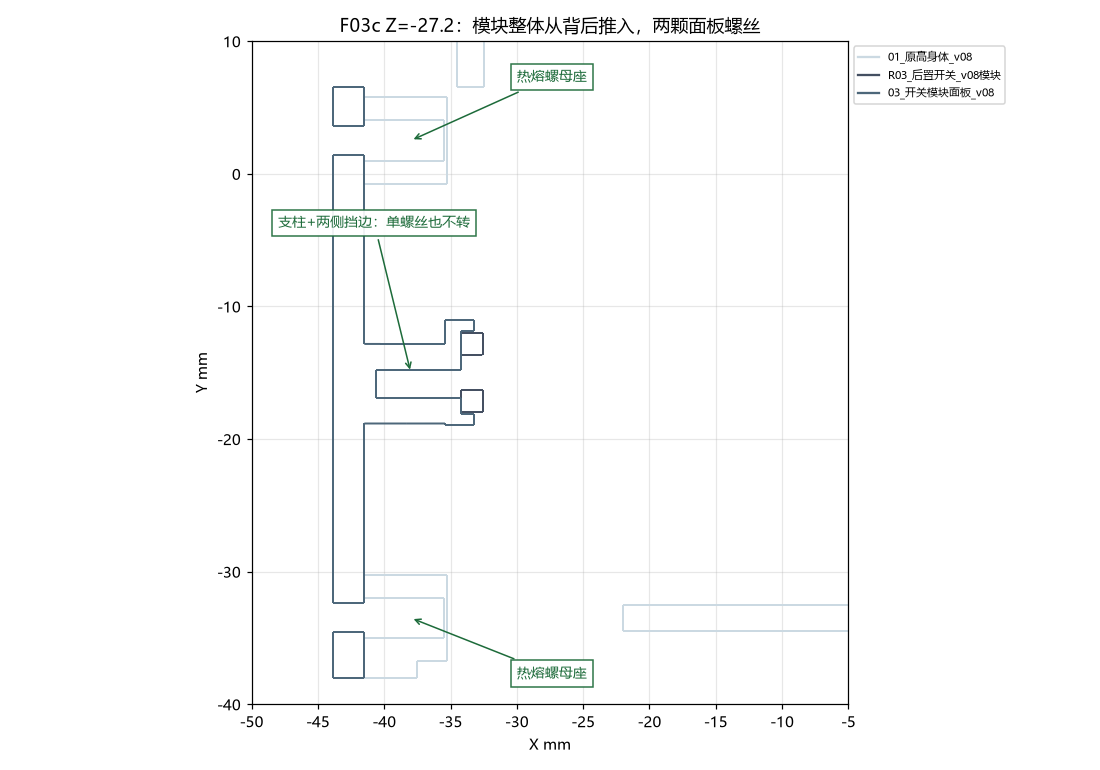 F03c Z=-27.2：模块整体从背后推入，两颗面板螺丝
01_原高身体_v08
R03_后置开关_v08模块
03_开关模块面板_v08
热熔螺母座
支柱+两侧挡边：单螺丝也不转
热熔螺母座
10
0
-10
-20
-30
-40
Y mm
-50
-45
-40
-35
-30
-25
-20
-15
-10
-5
X mm